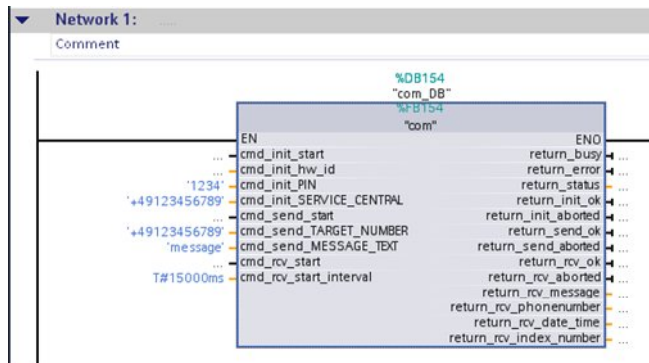 Network 1:
Comment
%DB154
"com_DB"
%FB154
"com"
EN ENO
... cmd_init_start return_busy ...
... cmd_init_hw_id return_error ...
'1234' cmd_init_PIN return_status ...
'+49123456789' cmd_init_SERVICE_CENTRAL return_init_ok ...
... cmd_send_start return_init_aborted ...
'+49123456789' cmd_send_TARGET_NUMBER return_send_ok ...
'message' cmd_send_MESSAGE_TEXT return_send_aborted ...
... cmd_rcv_start return_rcv_ok ...
T#15000ms cmd_rcv_start_interval return_rcv_aborted ...
return_rcv_message ...
return_rcv_phonenumber ...
return_rcv_date_time ...
return_rcv_index_number ...